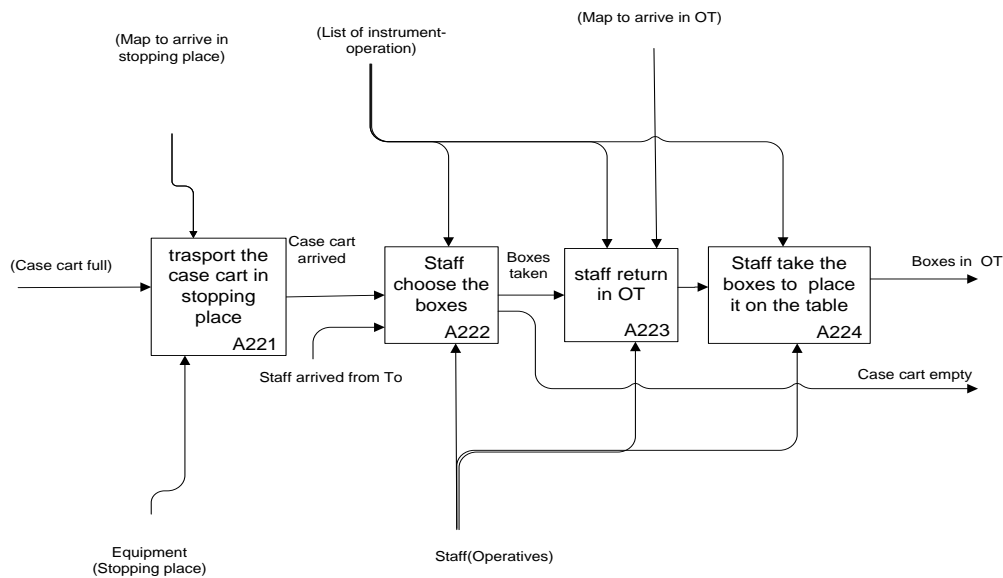 (Map to arrive in
stopping place)
(List of instrument-
operation)
(Map to arrive in OT)
(Case cart full)
trasport the
case cart in
stopping
place
A221
Case cart
arrived
Staff arrived from To
Staff
choose the
boxes
A222
Boxes
taken
staff return
in OT
A223
Staff take the
boxes to place
it on the table
A224
Boxes in OT
Case cart empty
Equipment
(Stopping place)
Staff(Operatives)